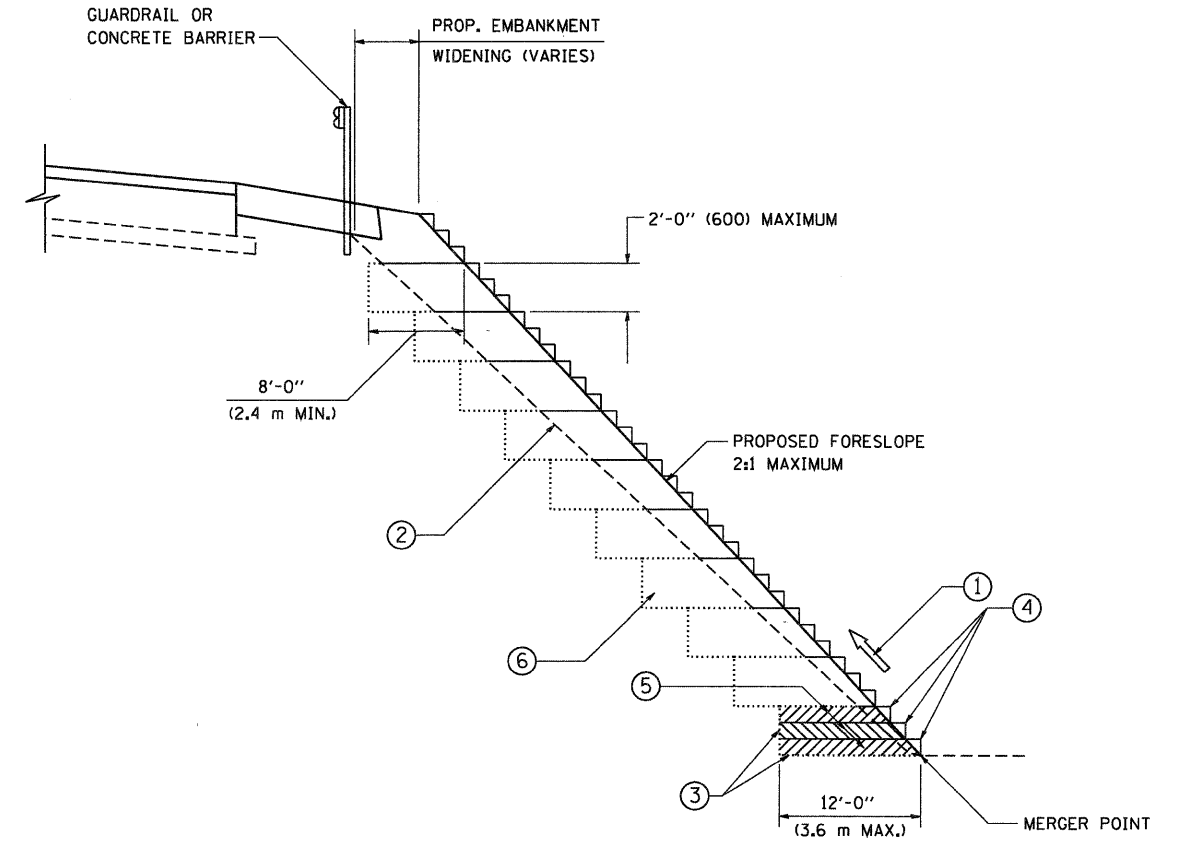 GUARDRAIL OR
CONCRETE BARRIER
PROP. EMBANKMENT
WIDENING (VARIES)
2'-0" (600) MAXIMUM
8'-0"
(2.4 m MIN.)
PROPOSED FORESLOPE
2:1 MAXIMUM
2
1
4
6
5
3
12'-0"
(3.6 m MAX.)
MERGER POINT